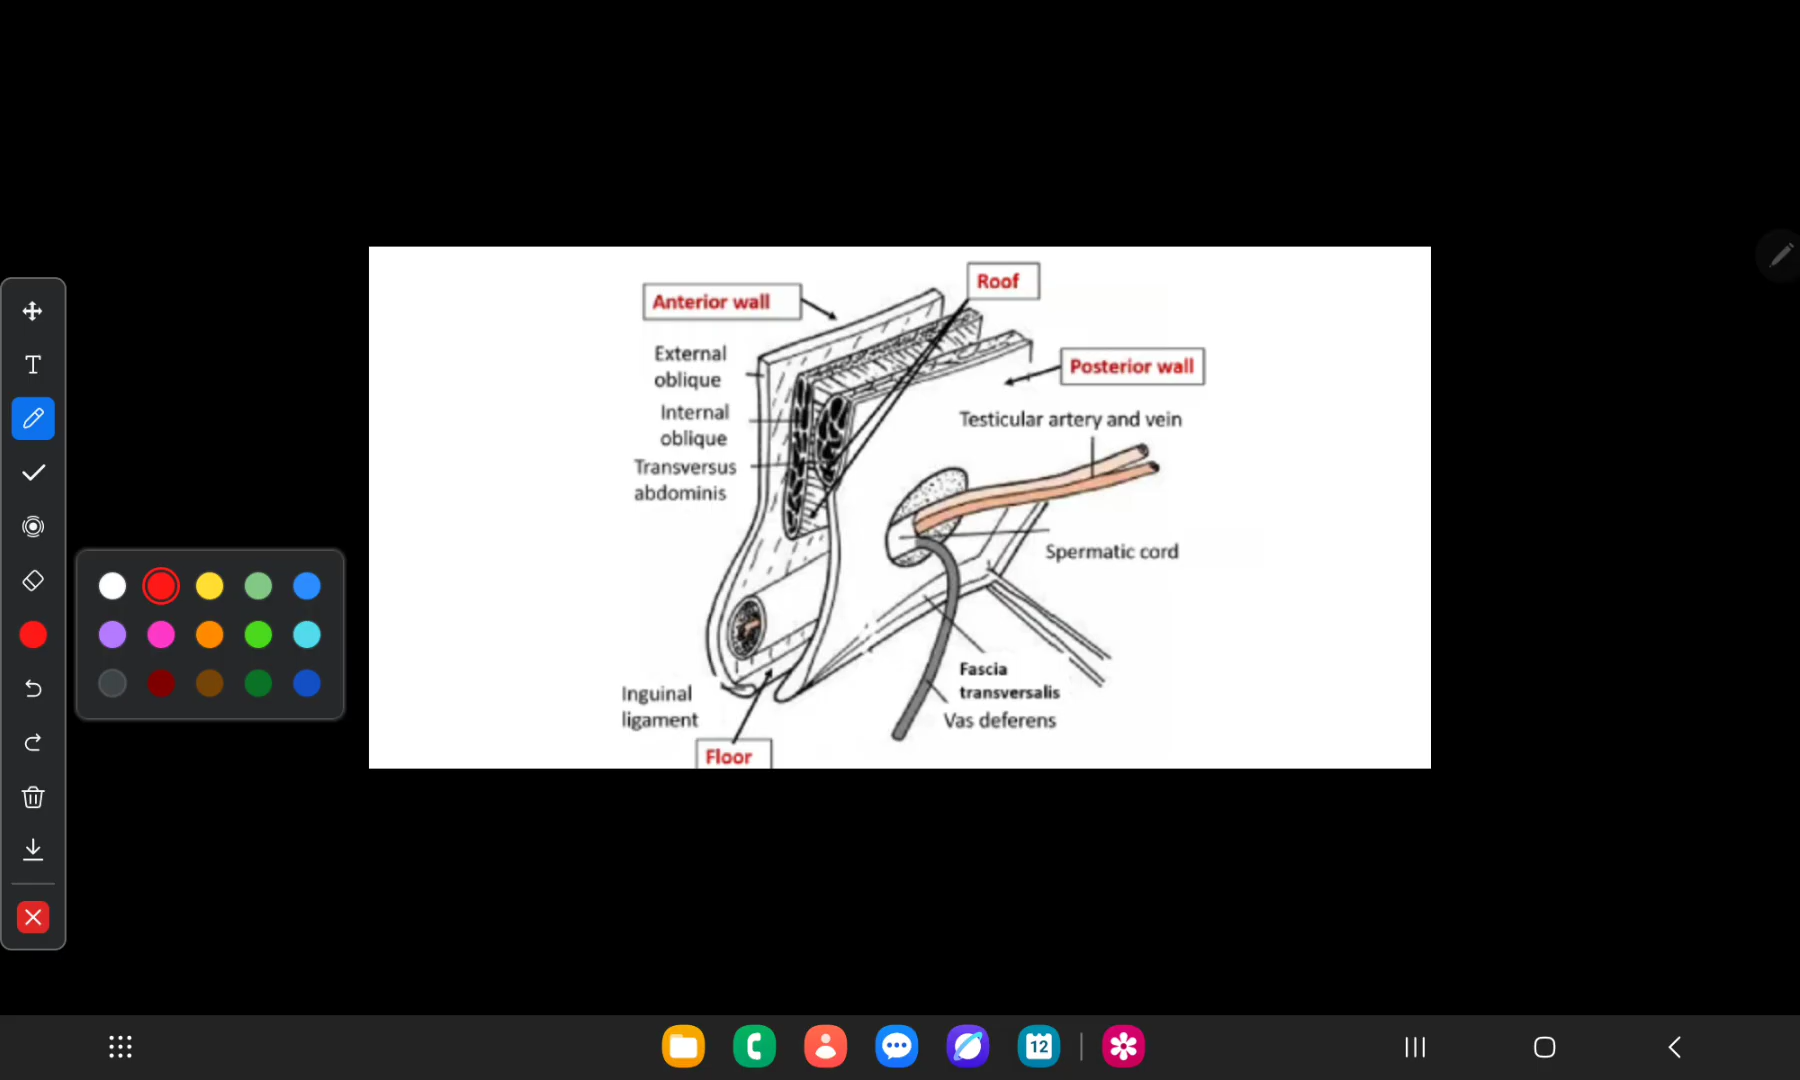 Roof
Anterior wall
External
oblique
Posterior wall
Internal
oblique
Testicular artery and vein
Transversus
abdominis
Spermatic cord
Fascia
transversalis
Inguinal
ligament
Vas deferens
Floor
T
12